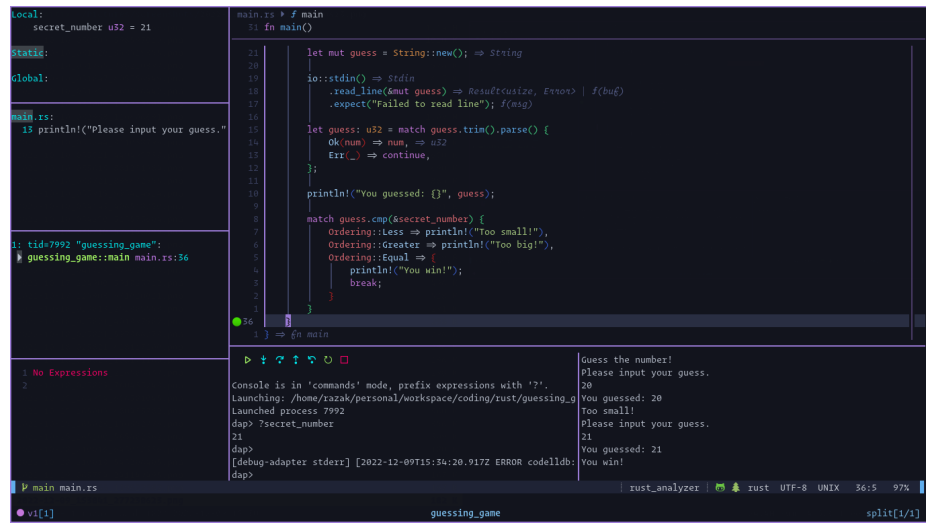 Local:
secret_number u32 = 21
Static:
Global:
main.rs:
13 println!("Please input your guess."
1: tid=7992 "guessing_game":
guessing_game::main main.rs:36
1 No Expressions
2
main.rs f main
31 fn main()
21 let mut guess = String::new(); ⇒ String
20
19 io::stdin() ⇒ Stdin
18 .read_line(&mut guess) ⇒ Result<usize, Error> | f(buf)
17 .expect("Failed to read line"); f(msg)
16
15 let guess: u32 = match guess.trim().parse() {
14 Ok(num) ⇒ num, ⇒ u32
13 Err(_) ⇒ continue,
12 };
11
10 println!("You guessed: {}", guess);
9
8 match guess.cmp(&secret_number) {
7 Ordering::Less ⇒ println!("Too small!"),
6 Ordering::Greater ⇒ println!("Too big!"),
5 Ordering::Equal ⇒ {
4 println!("You win!");
3 break;
2 }
1 }
36 }
1 } ⇒ fn main
Console is in 'commands' mode, prefix expressions with '?'.
Launching: /home/razak/personal/workspace/coding/rust/guessing_g
Launched process 7992
dap> ?secret_number
21
dap>
[debug-adapter stderr] [2022-12-09T15:34:20.917Z ERROR codelldb:
dap>
Guess the number!
Please input your guess.
20
You guessed: 20
Too small!
Please input your guess.
21
You guessed: 21
You win!
main main.rs
rust_analyzer | rust UTF-8 UNIX 36:5 97%
v1[1] guessing_game split[1/1]